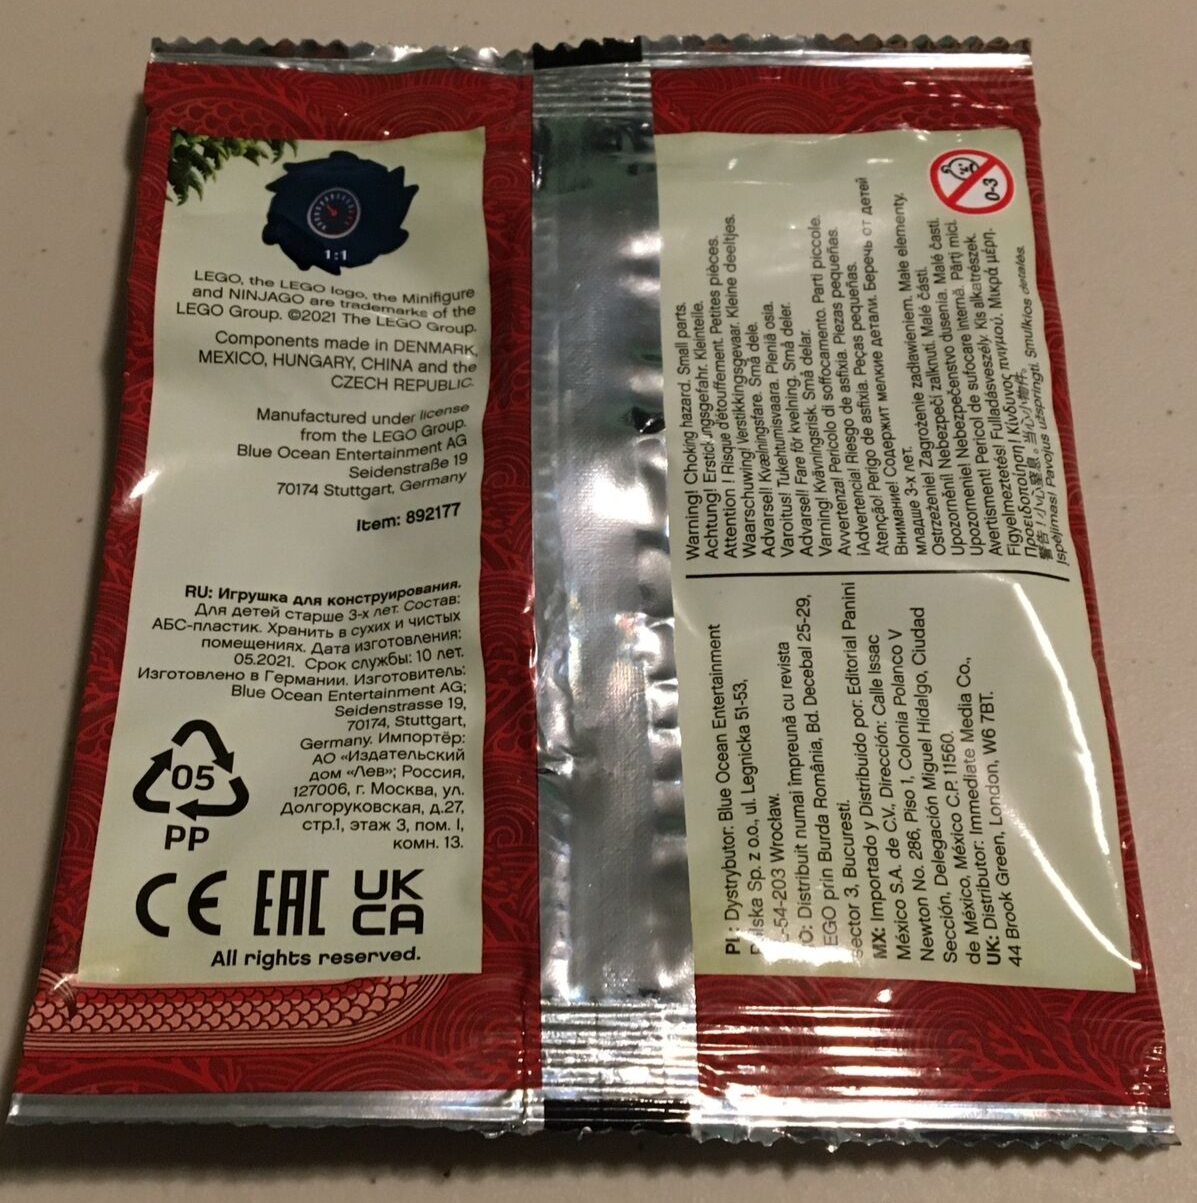 1:1
LEGO, the LEGO logo, the Minifigure
and NINJAGO are trademarks of the
LEGO Group. ©2021 The LEGO Group.
Components made in DENMARK,
MEXICO, HUNGARY, CHINA and the
CZECH REPUBLIC.
Manufactured under license
from the LEGO Group.
Blue Ocean Entertainment AG
Seidenstraße 19
70174 Stuttgart, Germany
Item: 892177
RU: Игрушка для конструирования.
Для детей старше 3-х лет. Состав:
АБС-пластик. Хранить в сухих и чистых
помещениях. Дата изготовления:
05.2021. Срок службы: 10 лет.
Изготовлено в Германии. Изготовитель:
Blue Ocean Entertainment AG;
Seidenstrasse 19,
70174, Stuttgart,
Germany. Импортёр:
АО «Издательский
дом «Лев»; Россия,
127006, г. Москва, ул.
Долгоруковская, д.27,
стр.1, этаж 3, пом. I,
комн. 13.
05
PP
CE EAC UK
CA
All rights reserved.
Warning! Choking hazard. Small parts.
Achtung! Erstickungsgefahr. Kleinteile.
Attention ! Risque d'étouffement. Petites pièces.
Waarschuwing! Verstikkingsgevaar. Kleine deeltjes.
Advarsel! Kvælningsfare. Små dele.
Varoitus! Tukehtumisvaara. Pieniä osia.
Advarsel! Fare for kvelning. Små deler.
Varning! Kvävningsrisk. Små delar.
Avvertenza! Pericolo di soffocamento. Parti piccole.
¡Advertencia! Riesgo de asfixia. Piezas pequeñas.
Atenção! Perigo de asfixia. Peças pequenas.
Внимание! Содержит мелкие детали. Беречь от детей
младше 3-х лет.
Ostrzeżenie! Zagrożenie zadławieniem. Małe elementy.
Upozornění! Nebezpečí zalknutí. Malé části.
Upozornenie! Nebezpečenstvo dusenia. Malé časti.
Avertisment! Pericol de sufocare internă. Părți mici.
Figyelmeztetés! Fulladásveszély. Kis alkatrészek.
Προειδοποίηση! Κίνδυνος πνιγμού. Μικρά μέρη.
警告！小心窒息。当心小物件。
Įspėjimas! Pavojus užspringti. Smulkios detalės.
0-3
PL: Dystrybutor: Blue Ocean Entertainment
Polska Sp. z o.o., ul. Legnicka 51-53,
54-203 Wrocław.
RO: Distribuit numai împreună cu revista
LEGO prin Burda România, Bd. Decebal 25-29,
sector 3, Bucuresti.
MX: Importado y Distribuido por: Editorial Panini
México S.A. de C.V., Dirección: Calle Issac
Newton No. 286, Piso 1, Colonia Polanco V
Sección, Delegación Miguel Hidalgo, Ciudad
de México, México C.P. 11560.
UK: Distributor: Immediate Media Co.,
44 Brook Green, London, W6 7BT.